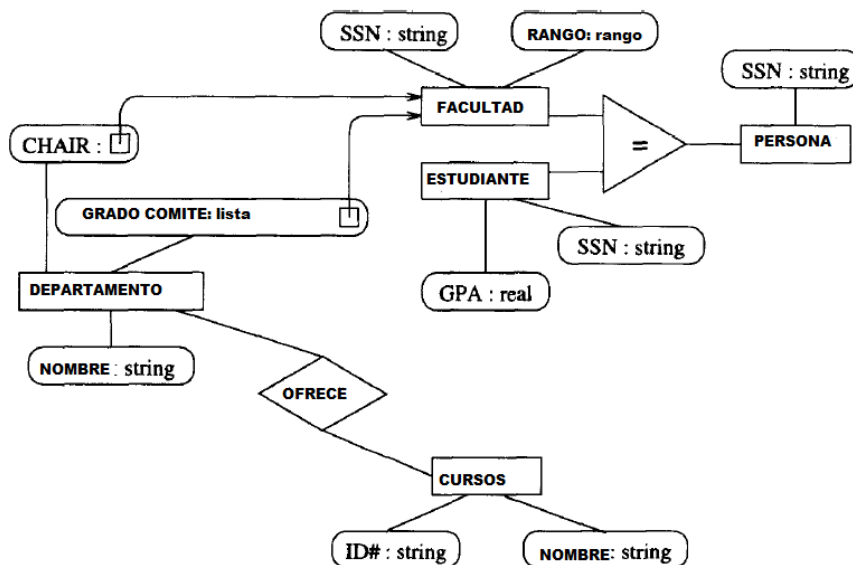 SSN : string
RANGO: rango
SSN : string
FACULTAD
CHAIR :
=
PERSONA
ESTUDIANTE
GRADO COMITE: lista
SSN : string
DEPARTAMENTO
GPA : real
NOMBRE : string
OFRECE
CURSOS
ID# : string
NOMBRE: string